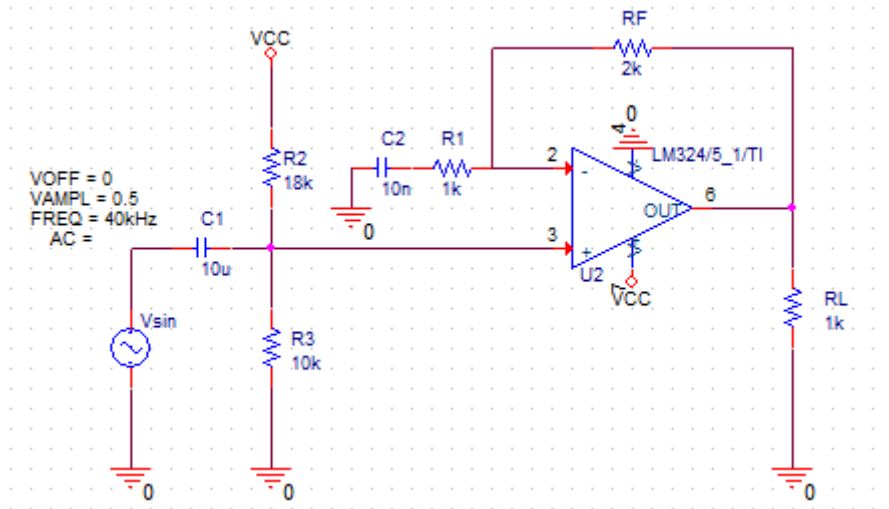 RF
2k
VCC
R2
18k
C2
10n
R1
1k
0
2
-
4
0
LM324/5_1/TI
V-
OUT
6
3
+
U2
V+
7
VCC
VOFF = 0
VAMPL = 0.5
FREQ = 40kHz
AC =
C1
10u
Vsin
R3
10k
RL
1k
0
0
0